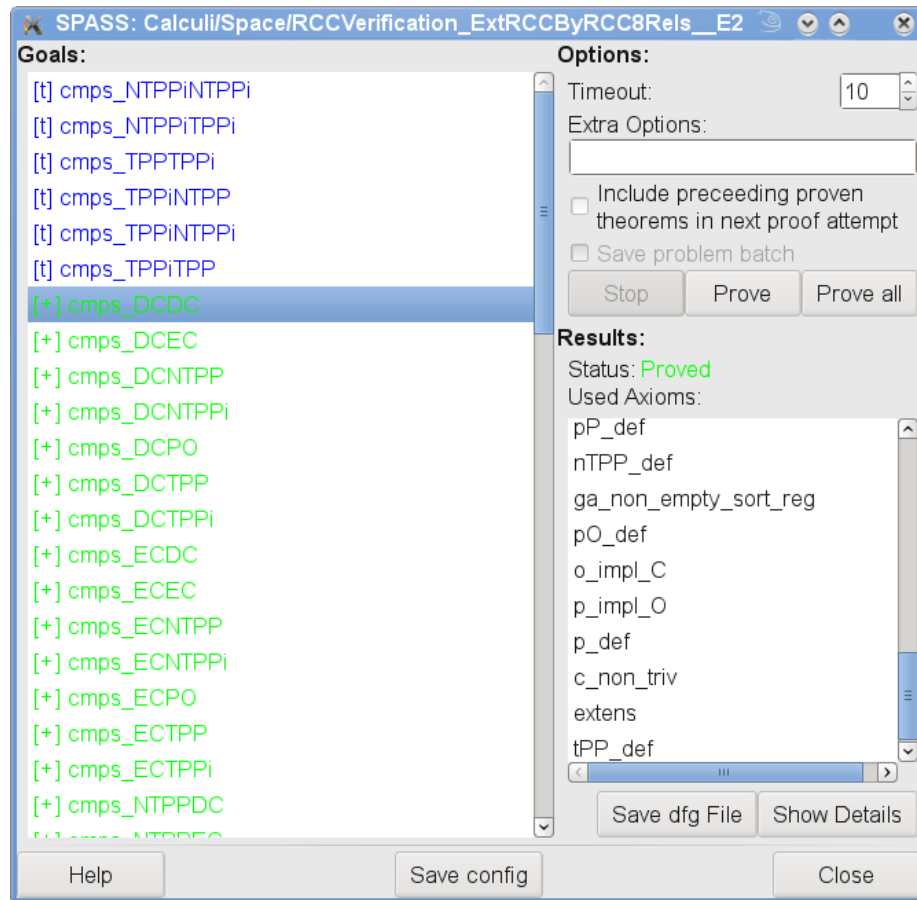 SPASS: Calculi/Space/RCCVerification_ExtRCCByRCC8Rels__E2
Goals:
[t] cmps_NTPPiNTPPi
[t] cmps_NTPPiTPPi
[t] cmps_TPPTPPi
[t] cmps_TPPiNTPP
[t] cmps_TPPiNTPPi
[t] cmps_TPPiTPP
[+] cmps_DCDC
[+] cmps_DCEC
[+] cmps_DCNTPP
[+] cmps_DCNTPPi
[+] cmps_DCPO
[+] cmps_DCTPP
[+] cmps_DCTPPi
[+] cmps_ECDC
[+] cmps_ECEC
[+] cmps_ECNTPP
[+] cmps_ECNTPPi
[+] cmps_ECPO
[+] cmps_ECTPP
[+] cmps_ECTPPi
[+] cmps_NTPPDC
Options:
Timeout: 10
Extra Options:
Include preceeding proven
theorems in next proof attempt
Save problem batch
Stop Prove Prove all
Results:
Status: Proved
Used Axioms:
pP_def
nTPP_def
ga_non_empty_sort_reg
pO_def
o_impl_C
p_impl_O
p_def
c_non_triv
extens
tPP_def
Save dfg File Show Details
Help Save config Close